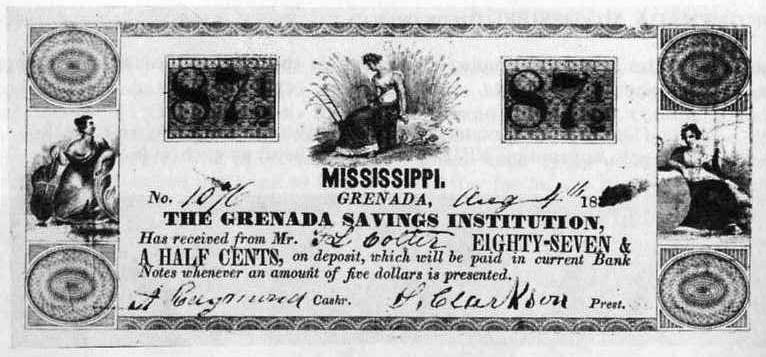 87½ 87½
MISSISSIPPI.
No. GRENADA, Aug 4th 18
THE GRENADA SAVINGS INSTITUTION,
Has received from Mr. Colter EIGHTY-SEVEN &
A HALF CENTS, on deposit, which will be paid in current Bank
Notes whenever an amount of five dollars is presented.
Raymond Cashr. Clarkson Prest.